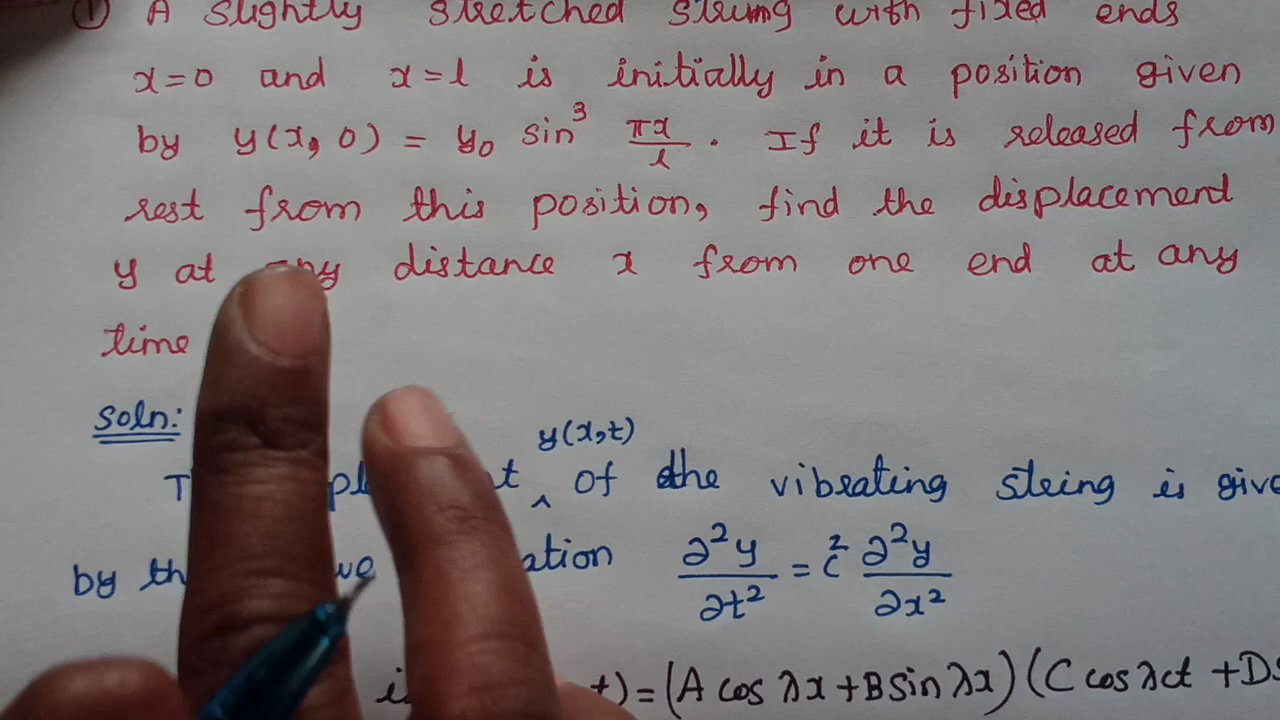 ① A slightly stretched string with fixed ends
x=0 and x=l is initially in a position given
by y(x, 0) = y₀ sin³ πx/l . If it is released from
rest from this position, find the displacement
y at any distance x from one end at any
time
Soln:
y(x,t)
of the vibrating string is
by ∂²y/∂t² = c² ∂²y/∂x²
t) = (A cos λx + B sin λx) (C cos λct +